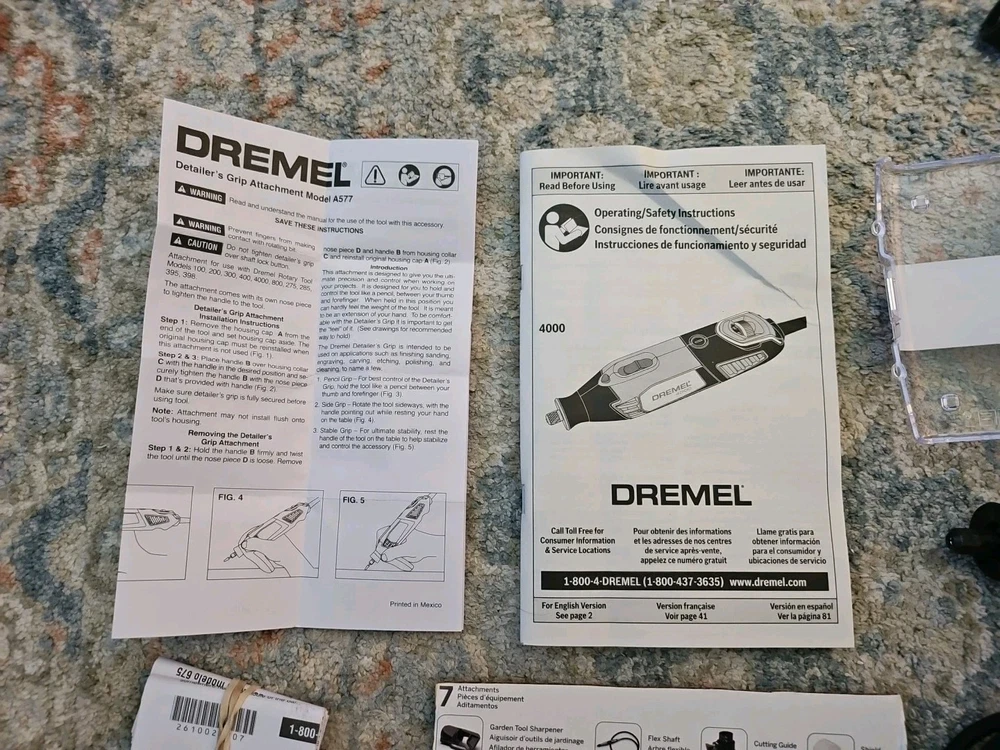 DREMEL®
Detailer's Grip Attachment Model A577
WARNING Read and understand the manual for the use of tool with this accessory
SAVE THESE INSTRUCTIONS
WARNING Prevent fingers from making
contact with rotating bit.
CAUTION Do not tighten detailer's grip
over shaft lock button.
Attachment for use with Dremel Rotary Tool
Models 100, 200, 300, 400, 4000, 800, 275, 285,
395, 398.
The attachment comes with its own nose piece
to tighten the handle to the tool.
Detailer's Grip Attachment
Installation Instructions
Step 1: Remove the housing cap A from the
end of the tool and set housing cap aside. The
original housing cap must be reinstalled when
this attachment is not used (Fig. 1).
Step 2 & 3: Place handle B over housing collar
C with the handle in the desired position and se-
curely tighten the handle B with the nose piece
D that's provided with handle (Fig. 2).
Make sure detailer's grip is fully secured before
using tool.
Note: Attachment may not install flush onto
tool's housing.
Removing the Detailer's
Grip Attachment
Step 1 & 2: Hold the handle B firmly and twist
the tool until the nose piece D is loose. Remove
nose piece D and handle B from housing collar
C and reinstall original housing cap A (Fig. 2)
Introduction
This attachment is designed to give you the ulti-
mate precision and control when working on
your projects. It is designed for you to hold and
control the tool like a pencil, between your thumb
and forefinger. When held in this position you
can hardly feel the weight of the tool. It is meant
to be an extension of your hand. To be comfort-
able with the Detailer's Grip it is important to get
the "feel" of it. (See drawings for recommended
way to hold)
The Dremel Detailer's Grip is intended to be
used on applications such as finishing sanding,
engraving, carving, etching, polishing, and
cleaning, to name a few.
1. Pencil Grip – For best control of the Detailer's
Grip, hold the tool like a pencil between your
thumb and forefinger (Fig. 3).
2. Side Grip – Rotate the tool sideways, with the
handle pointing out while resting your hand
on the table (Fig. 4).
3. Stable Grip – For ultimate stability, rest the
handle of the tool on the table to help stabilize
and control the accessory (Fig. 5).
FIG. 4
FIG. 5
Printed in Mexico
IMPORTANT:
Read Before Using
IMPORTANT :
Lire avant usage
IMPORTANTE:
Leer antes de usar
Operating/Safety Instructions
Consignes de fonctionnement/sécurité
Instrucciones de funcionamiento y seguridad
4000
DREMEL
DREMEL®
Call Toll Free for
Consumer Information
& Service Locations
Pour obtenir des informations
et les adresses de nos centres
de service après-vente,
appelez ce numéro gratuit
Llame gratis para
obtener información
para el consumidor y
ubicaciones de servicio
1-800-4-DREMEL (1-800-437-3635) www.dremel.com
For English Version
See page 2
Version française
Voir page 41
Versión en español
Ver la página 81
modelo 675
261002
07
1-800-
7 Attachments
Pièces d'équipement
Aditamentos
Garden Tool Sharpener
Aiguisoir d'outils de jardinage
Afilador de herramientas
Flex Shaft
Arbre flexible
Cutting Guide